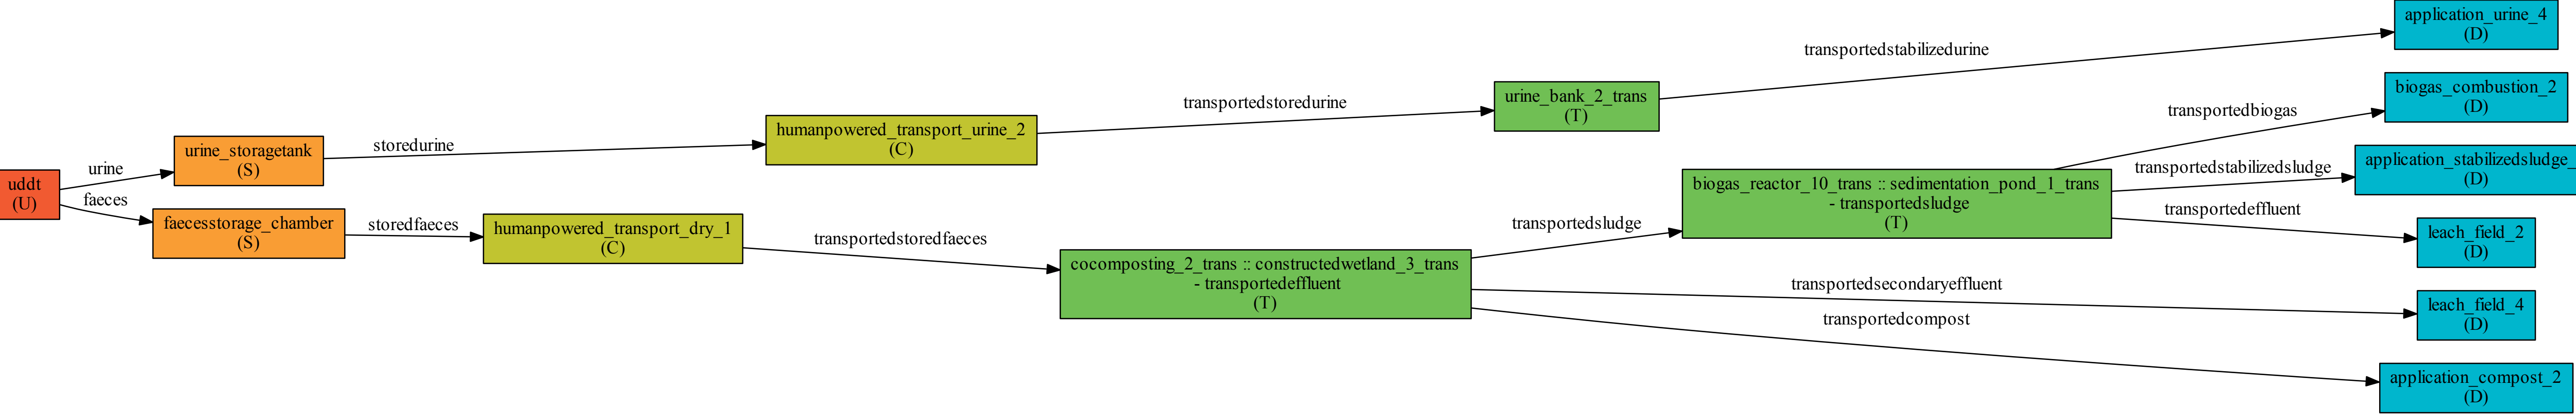 uddt
(U)
urine
faeces
urine_storagetank
(S)
faecesstorage_chamber
(S)
storedurine
storedfaeces
humanpowered_transport_dry_1
(C)
humanpowered_transport_urine_2
(C)
transportedstoredfaeces
transportedstoredurine
cocomposting_2_trans :: constructedwetland_3_trans
- transportedeffluent
(T)
urine_bank_2_trans
(T)
transportedsludge
biogas_reactor_10_trans :: sedimentation_pond_1_trans
- transportedsludge
(T)
transportedstabilizedurine
transportedbiogas
transportedstabilizedsludge
transportedeffluent
transportedsecondaryeffluent
transportedcompost
application_urine_4
(D)
biogas_combustion_2
(D)
application_stabilizedsludge_
(D)
leach_field_2
(D)
leach_field_4
(D)
application_compost_2
(D)